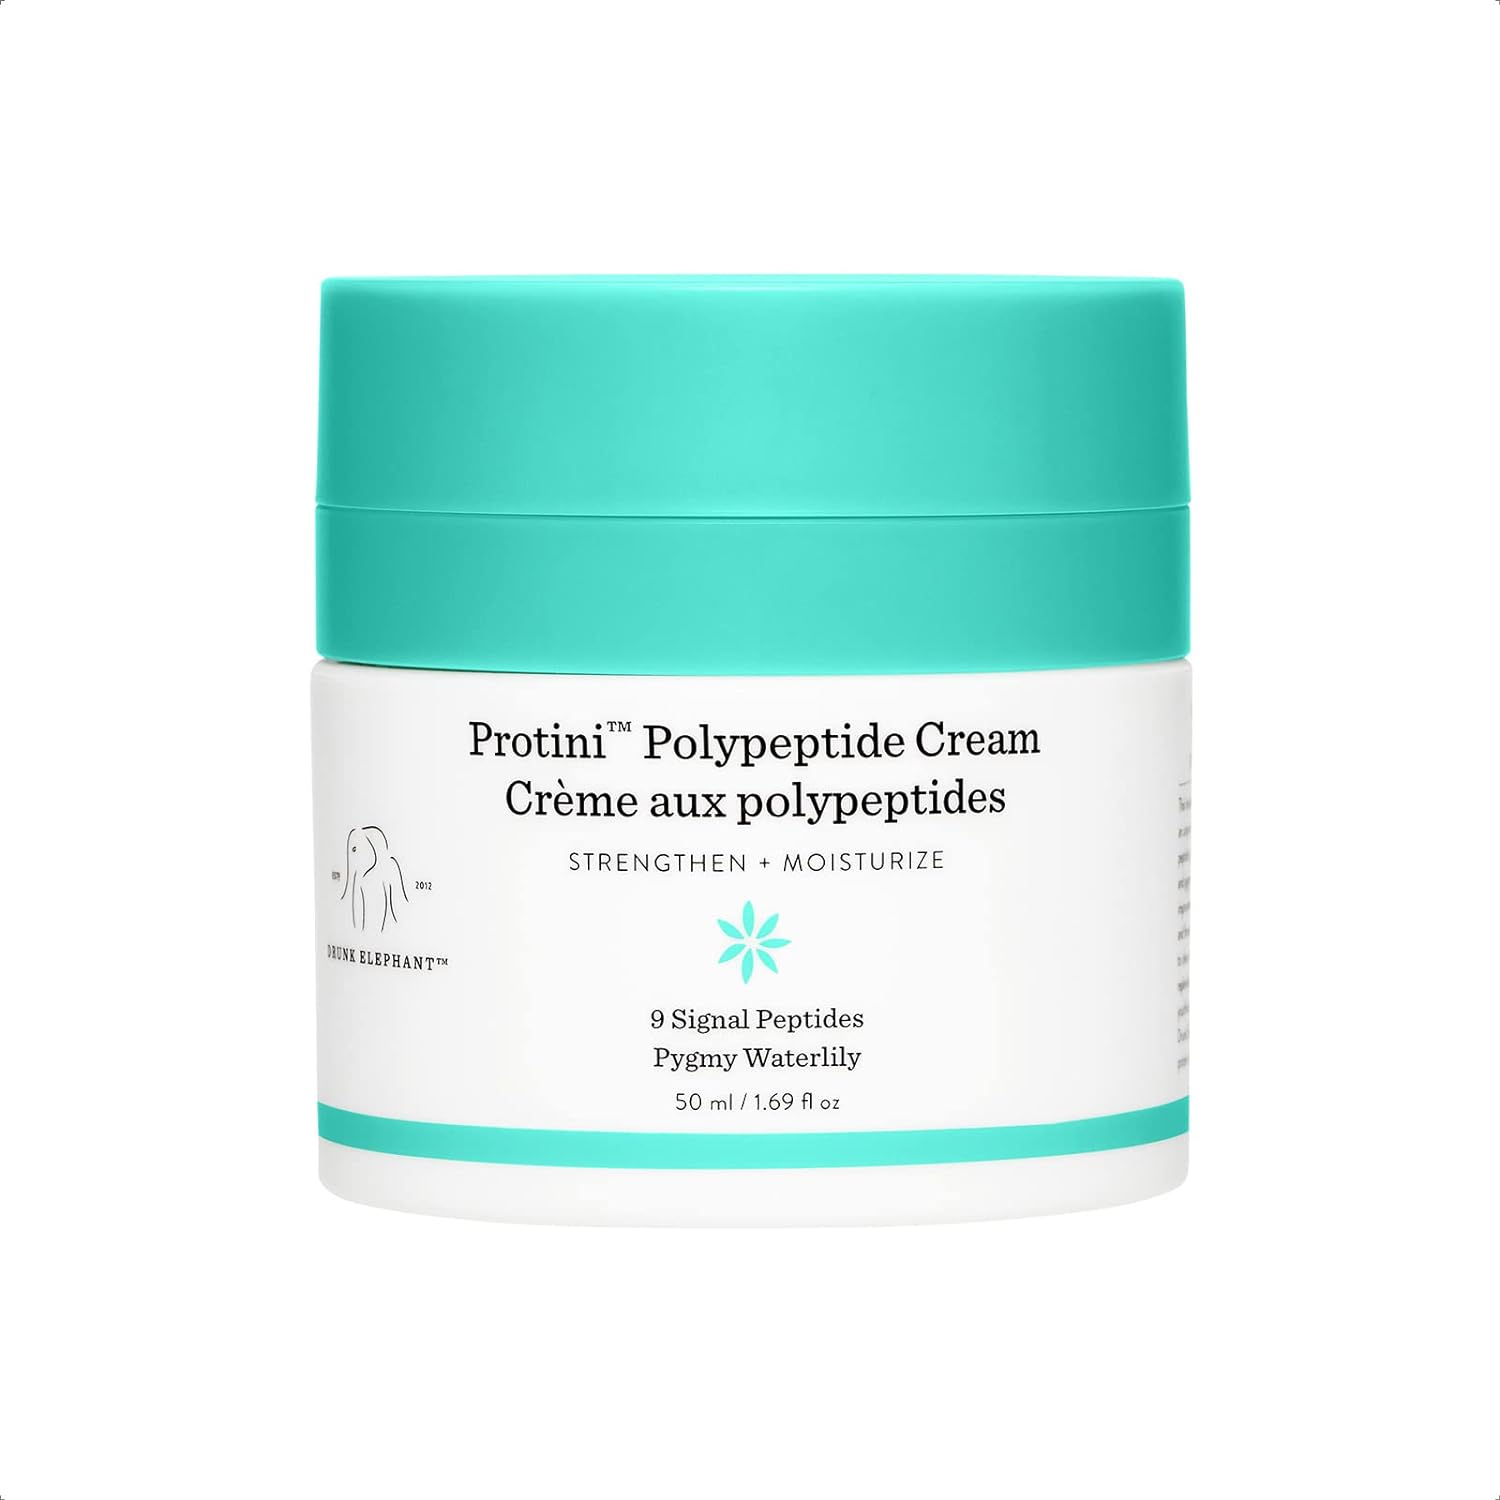 Protini™ Polypeptide Cream
Crème aux polypeptides
STRENGTHEN + MOISTURIZE
2012
DRUNK ELEPHANT™
9 Signal Peptides
Pygmy Waterlily
50 ml / 1.69 fl oz